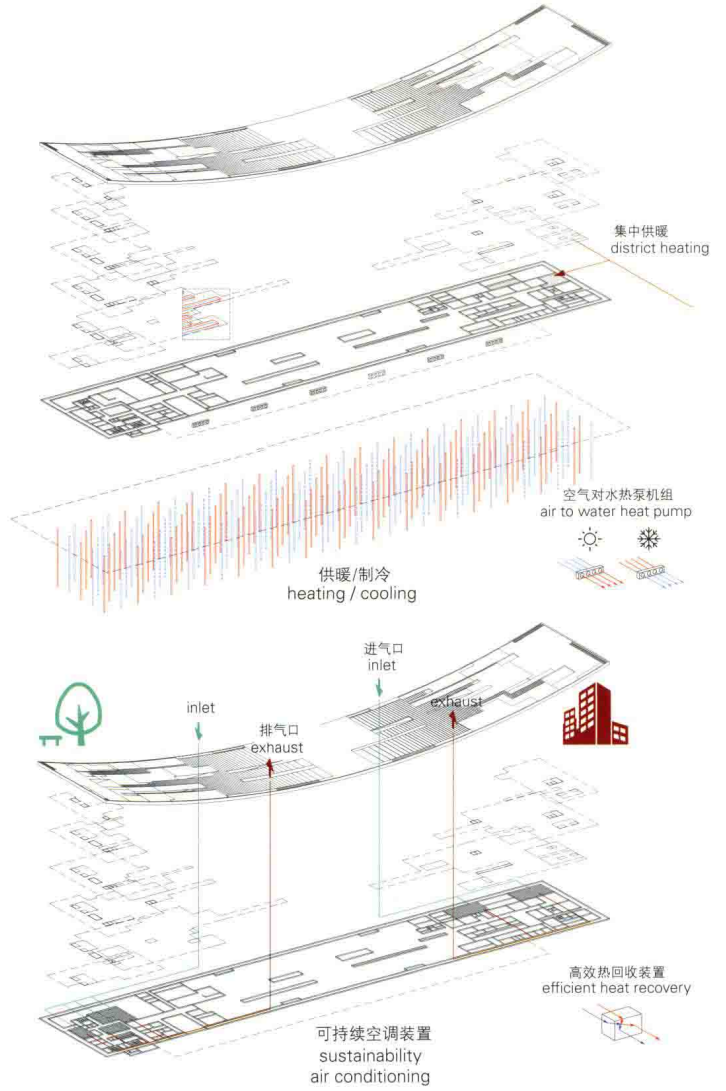 集中供暖
district heating
空气对水热泵机组
air to water heat pump
供暖/制冷
heating / cooling
进气口
inlet
inlet
exhaust
排气口
exhaust
高效热回收装置
efficient heat recovery
可持续空调装置
sustainability
air conditioning